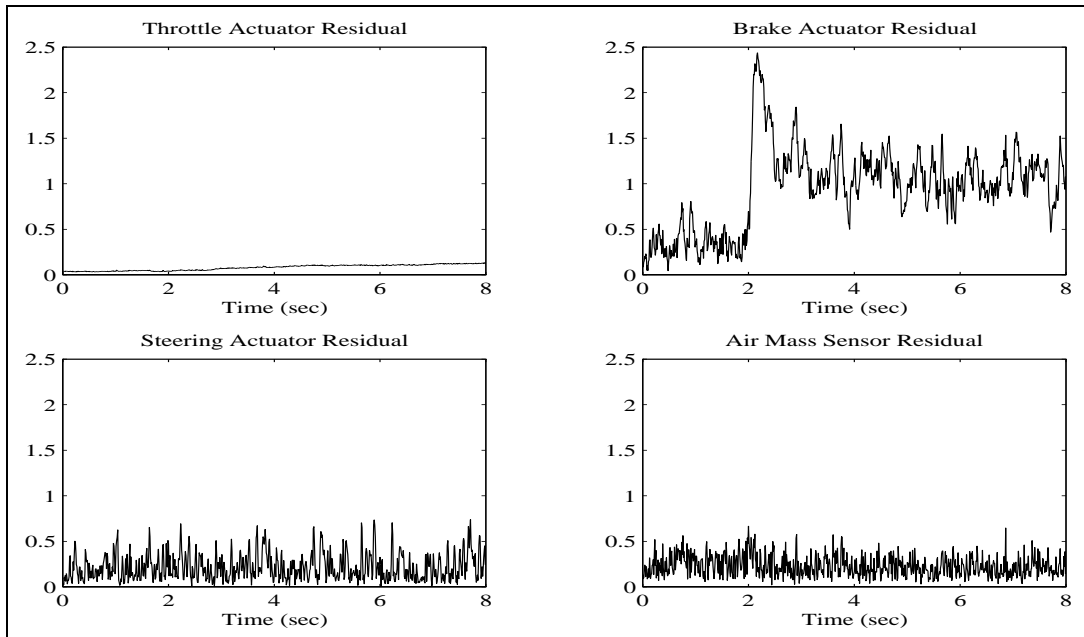 Throttle Actuator Residual
2.5
2
1.5
1
0.5
0
0 2 4 6 8
Time (sec)
Brake Actuator Residual
2.5
2
1.5
1
0.5
0
0 2 4 6 8
Time (sec)
Steering Actuator Residual
2.5
2
1.5
1
0.5
0
0 2 4 6 8
Time (sec)
Air Mass Sensor Residual
2.5
2
1.5
1
0.5
0
0 2 4 6 8
Time (sec)